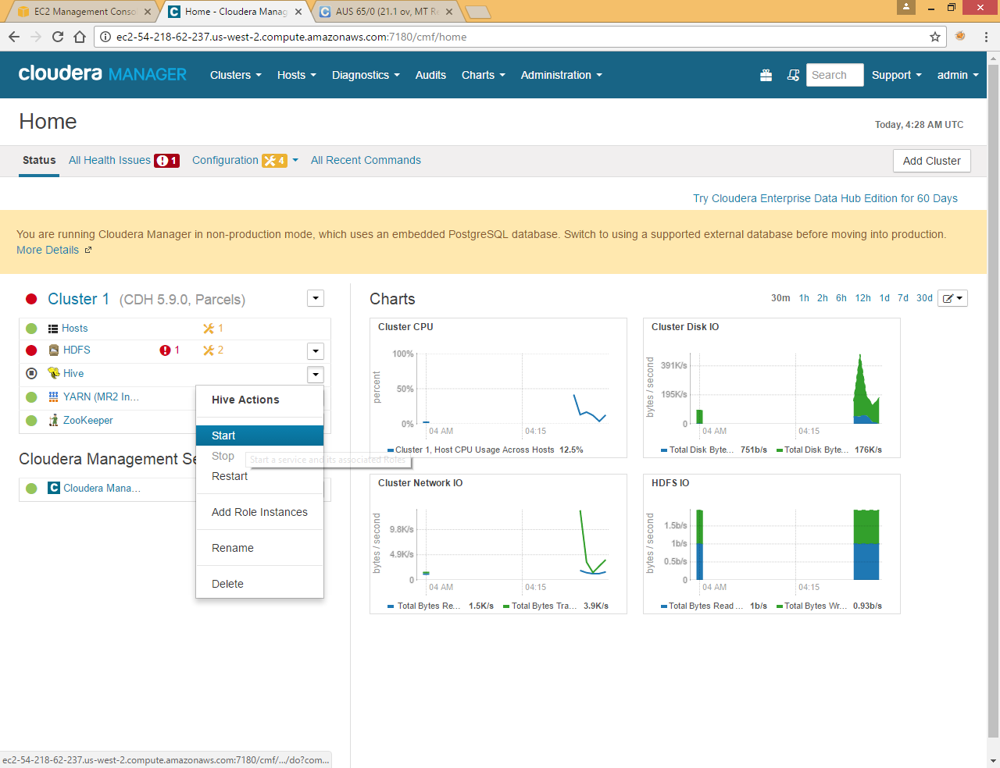 EC2 Management Conso
Home - Cloudera Manag
AUS 65/0 (21.1 ov, MT Re
ec2-54-218-62-237.us-west-2.compute.amazonaws.com:7180/cmf/home
cloudera MANAGER
Clusters
Hosts
Diagnostics
Audits
Charts
Administration
Search
Support
admin
Home
Today, 4:28 AM UTC
Status
All Health Issues 1
Configuration 4
All Recent Commands
Add Cluster
Try Cloudera Enterprise Data Hub Edition for 60 Days
You are running Cloudera Manager in non-production mode, which uses an embedded PostgreSQL database. Switch to using a supported external database before moving into production.
More Details
Cluster 1 (CDH 5.9.0, Parcels)
Hosts 1
HDFS 1 2
Hive
YARN (MR2 In...
ZooKeeper
Hive Actions
Start
Stop
Start a service and its associated Roles
Restart
Add Role Instances
Rename
Delete
Cloudera Management Se
Cloudera Mana...
Charts
30m 1h 2h 6h 12h 1d 7d 30d
Cluster CPU
percent
100%
50%
0%
04 AM
04:15
Cluster 1, Host CPU Usage Across Hosts 12.5%
Cluster Disk IO
bytes / second
391K/s
195K/s
0
04 AM
04:15
Total Disk Byte... 751b/s
Total Disk Byte... 176K/s
Cluster Network IO
bytes / second
9.8K/s
4.9K/s
0
04 AM
04:15
Total Bytes Re... 1.5K/s
Total Bytes Tra... 3.9K/s
HDFS IO
bytes / second
1.5b/s
1b/s
0.5b/s
0
04 AM
04:15
Total Bytes Read ... 1b/s
Total Bytes Wr... 0.93b/s
ec2-54-218-62-237.us-west-2.compute.amazonaws.com:7180/cmf/.../do?com...